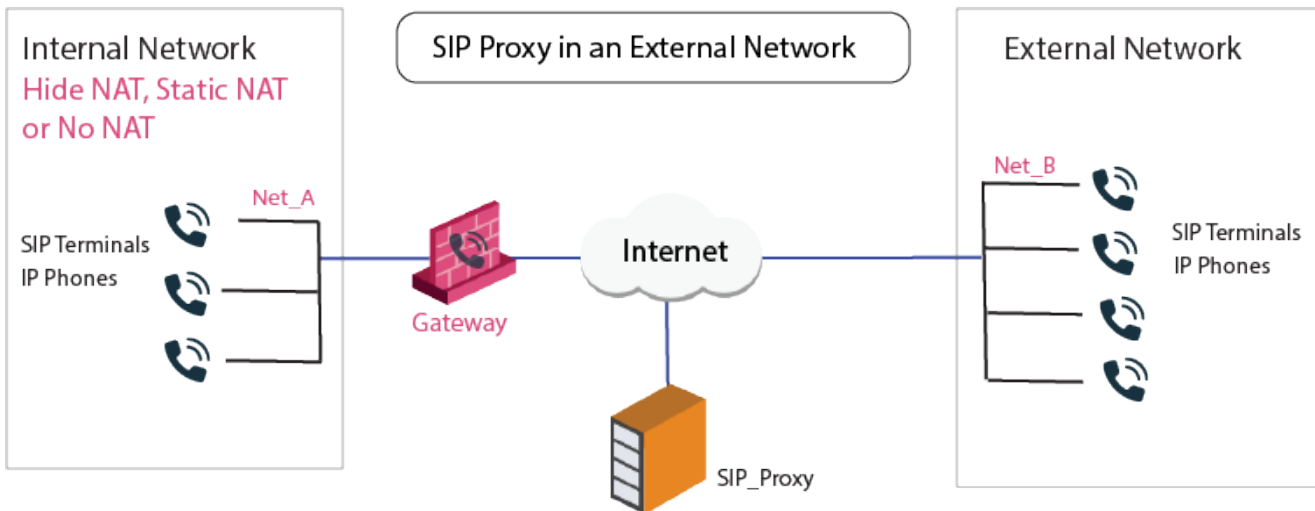 Internal Network
Hide NAT, Static NAT
or No NAT
Net_A
SIP Terminals
IP Phones
SIP Proxy in an External Network
Gateway
Internet
SIP_Proxy
External Network
Net_B
SIP Terminals
IP Phones